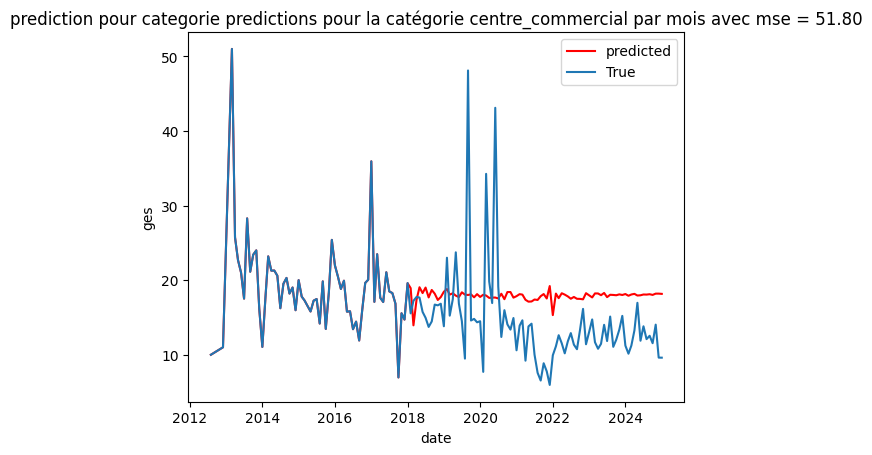 prediction pour categorie predictions pour la catégorie centre_commercial par mois avec mse = 51.80
predicted
True
50
40
30
20
10
ges
2012
2014
2016
2018
2020
2022
2024
date